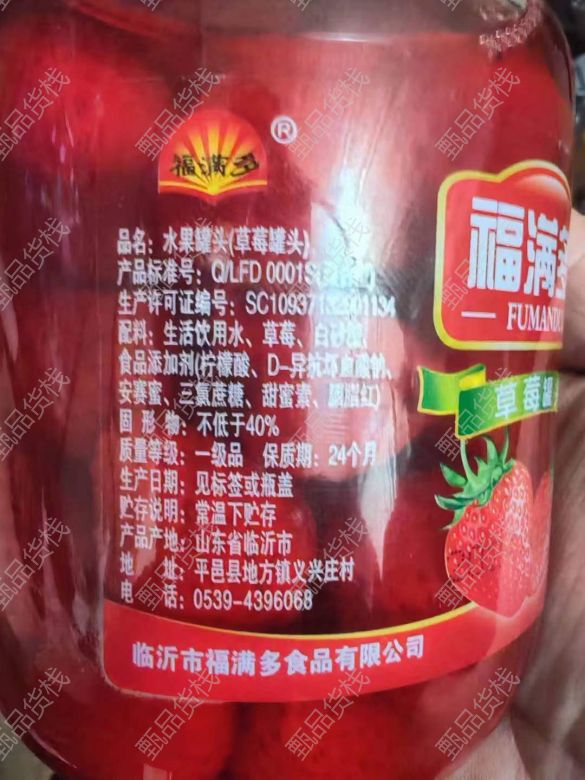 福满多
®
品名：水果罐头(草莓罐头)
产品标准号：Q/LFD 0001S
生产许可证编号：SC10937
配料：生活饮用水、草莓、白砂糖、
食品添加剂(柠檬酸、D-异抗坏血酸钠、
安赛蜜、三氯蔗糖、甜蜜素、胭脂红)
固 形 物：不低于40%
质量等级：一级品 保质期：24个月
生产日期：见标签或瓶盖
贮存说明：常温下贮存
产品产地：山东省临沂市
地 址：平邑县地方镇义兴庄村
电 话：0539-4396068
临沂市福满多食品有限公司
福满多
FUMAND
草莓罐
甄品货栈